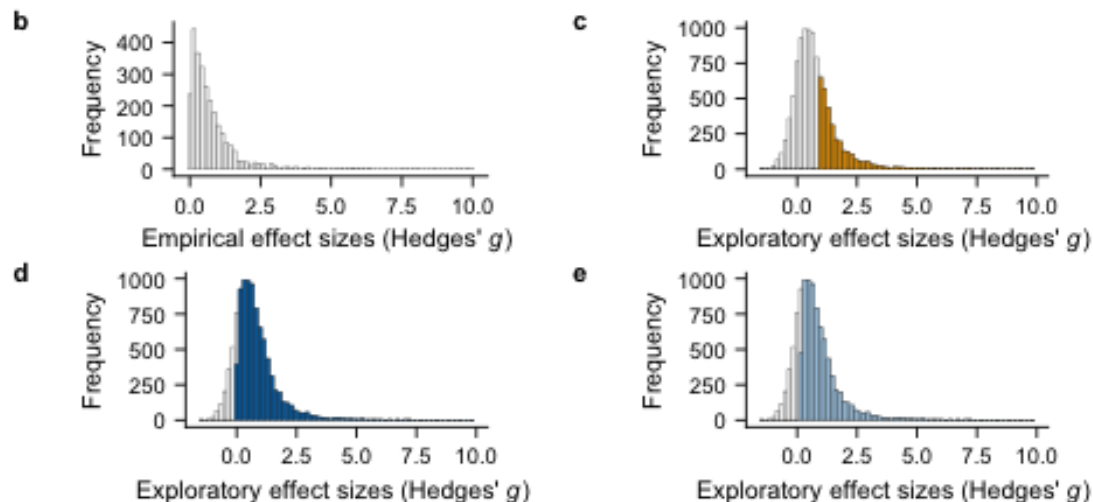 b
400
300
200
100
0
Frequency
0.0 2.5 5.0 7.5 10.0
Empirical effect sizes (Hedges' g)
c
1000
750
500
250
0
Frequency
0.0 2.5 5.0 7.5 10.0
Exploratory effect sizes (Hedges' g)
d
1000
750
500
250
0
Frequency
0.0 2.5 5.0 7.5 10.0
Exploratory effect sizes (Hedges' g)
e
1000
750
500
250
0
Frequency
0.0 2.5 5.0 7.5 10.0
Exploratory effect sizes (Hedges' g)